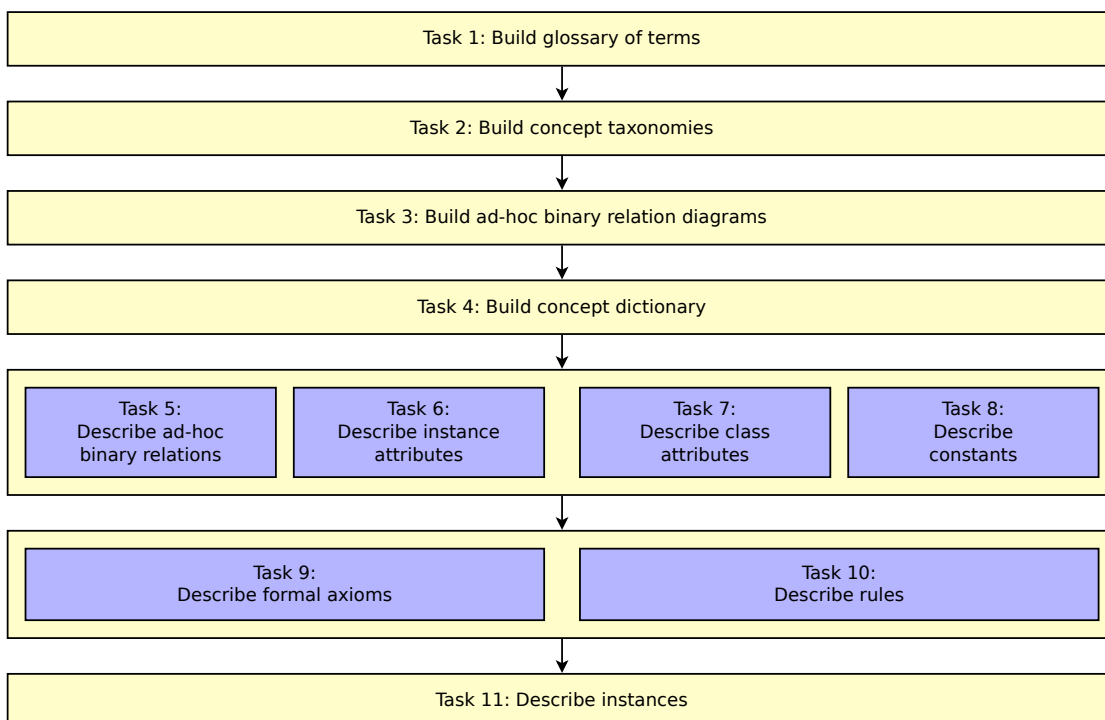 Task 1: Build glossary of terms
Task 2: Build concept taxonomies
Task 3: Build ad-hoc binary relation diagrams
Task 4: Build concept dictionary
Task 5:
Describe ad-hoc
binary relations
Task 6:
Describe instance
attributes
Task 7:
Describe class
attributes
Task 8:
Describe
constants
Task 9:
Describe formal axioms
Task 10:
Describe rules
Task 11: Describe instances